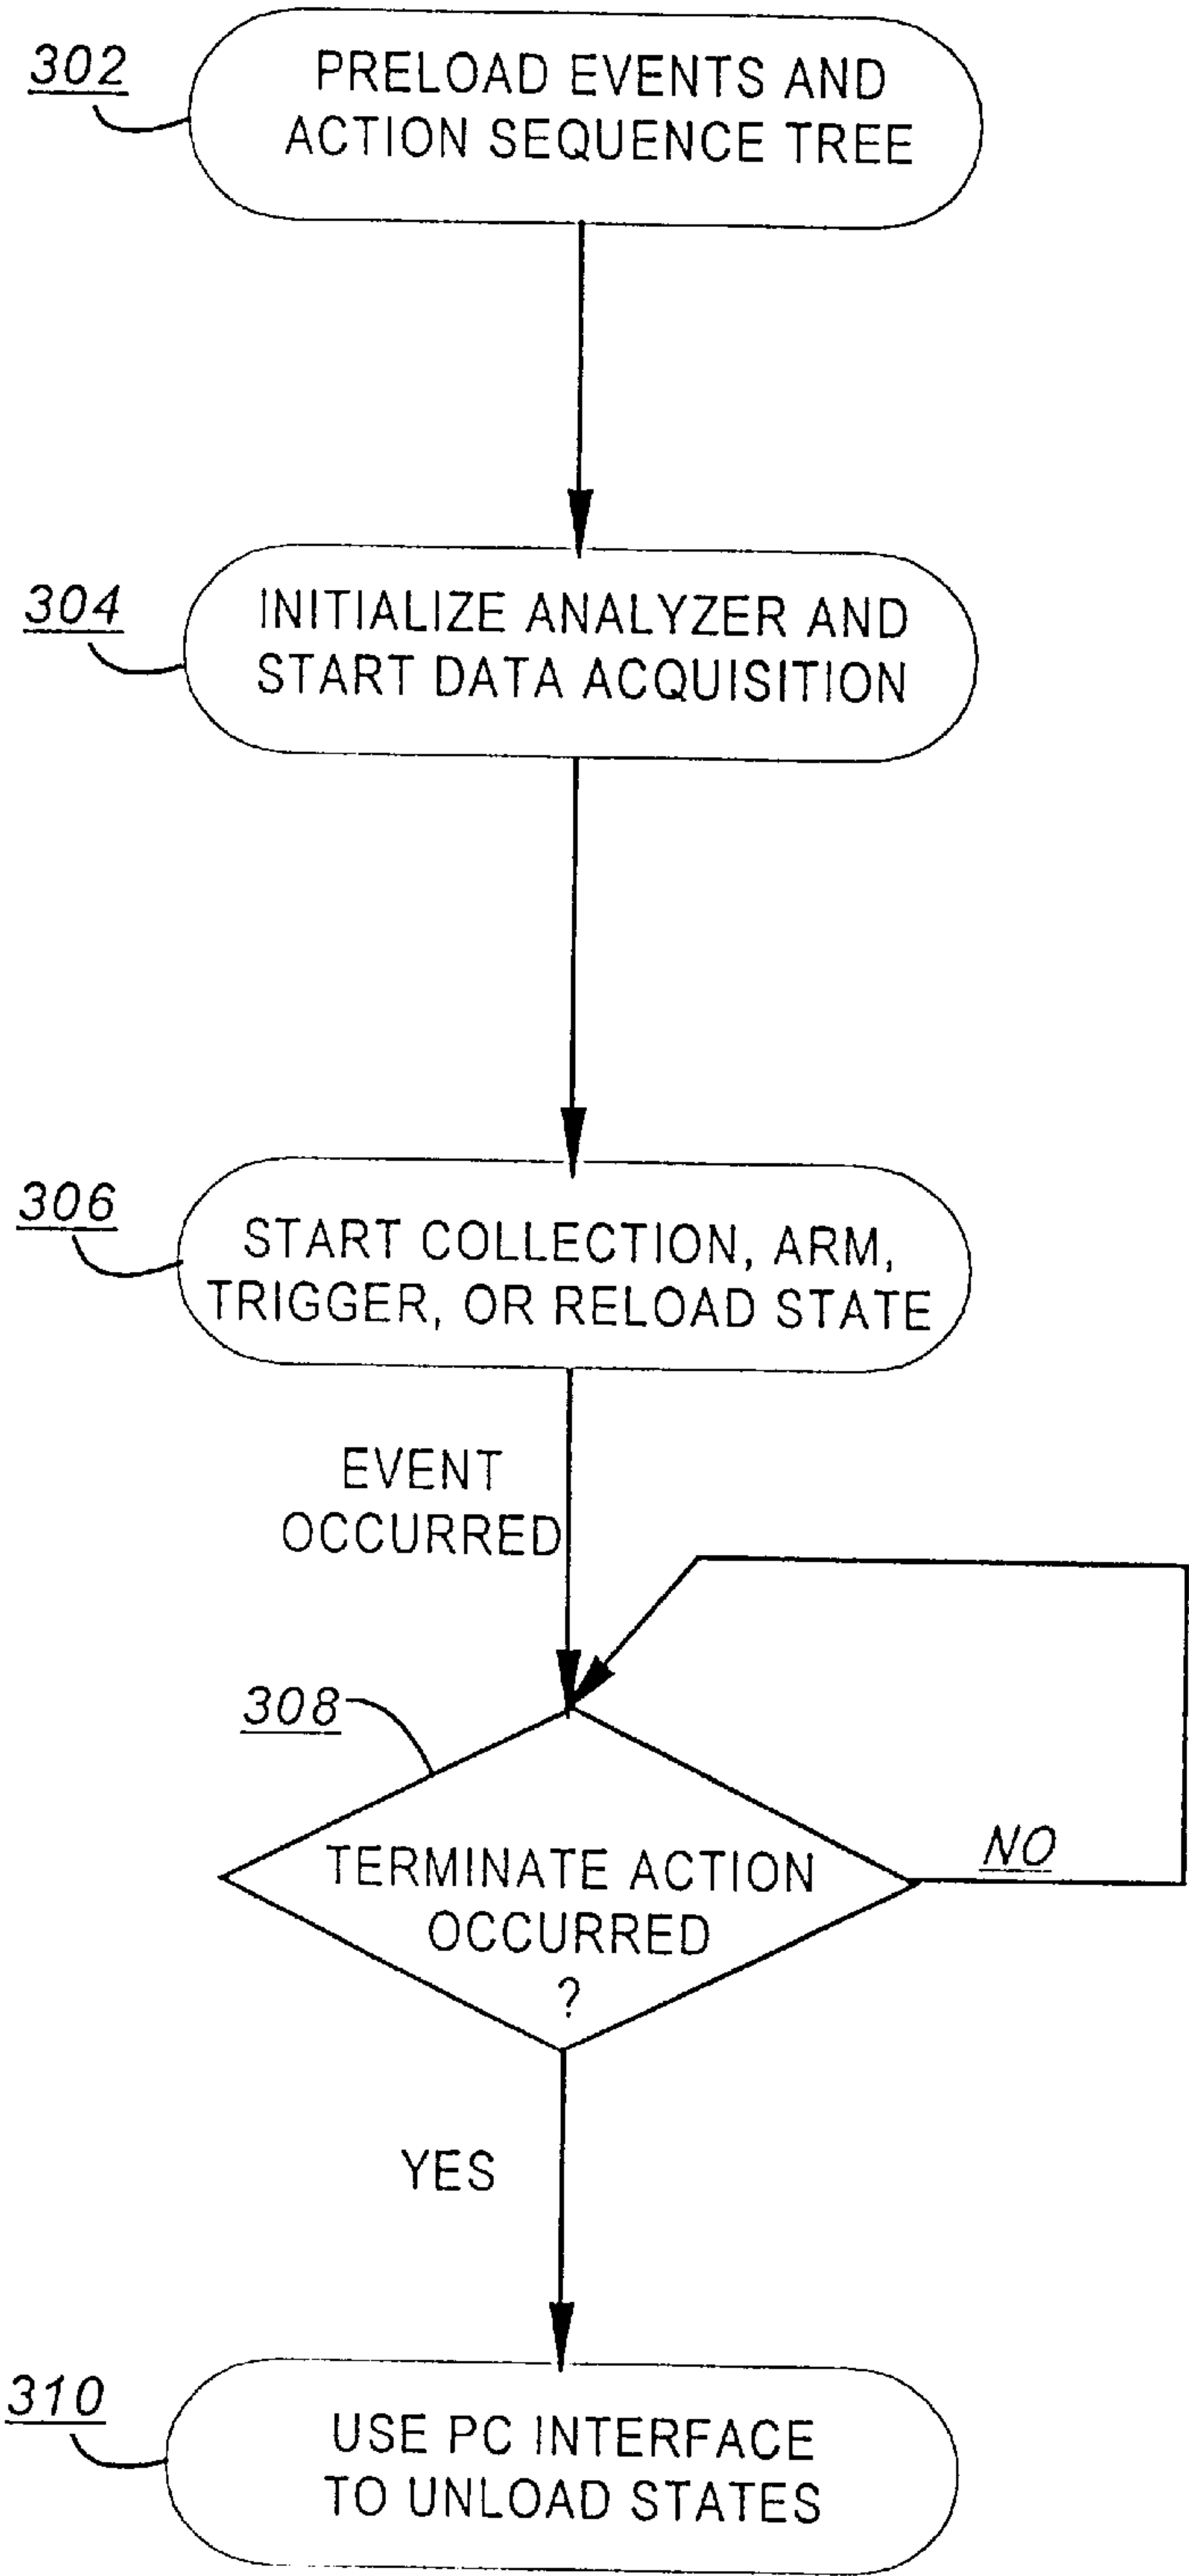 302
PRELOAD EVENTS AND
ACTION SEQUENCE TREE
304
INITIALIZE ANALYZER AND
START DATA ACQUISITION
306
START COLLECTION, ARM,
TRIGGER, OR RELOAD STATE
EVENT
OCCURRED
308
TERMINATE ACTION
OCCURRED
?
NO
YES
310
USE PC INTERFACE
TO UNLOAD STATES